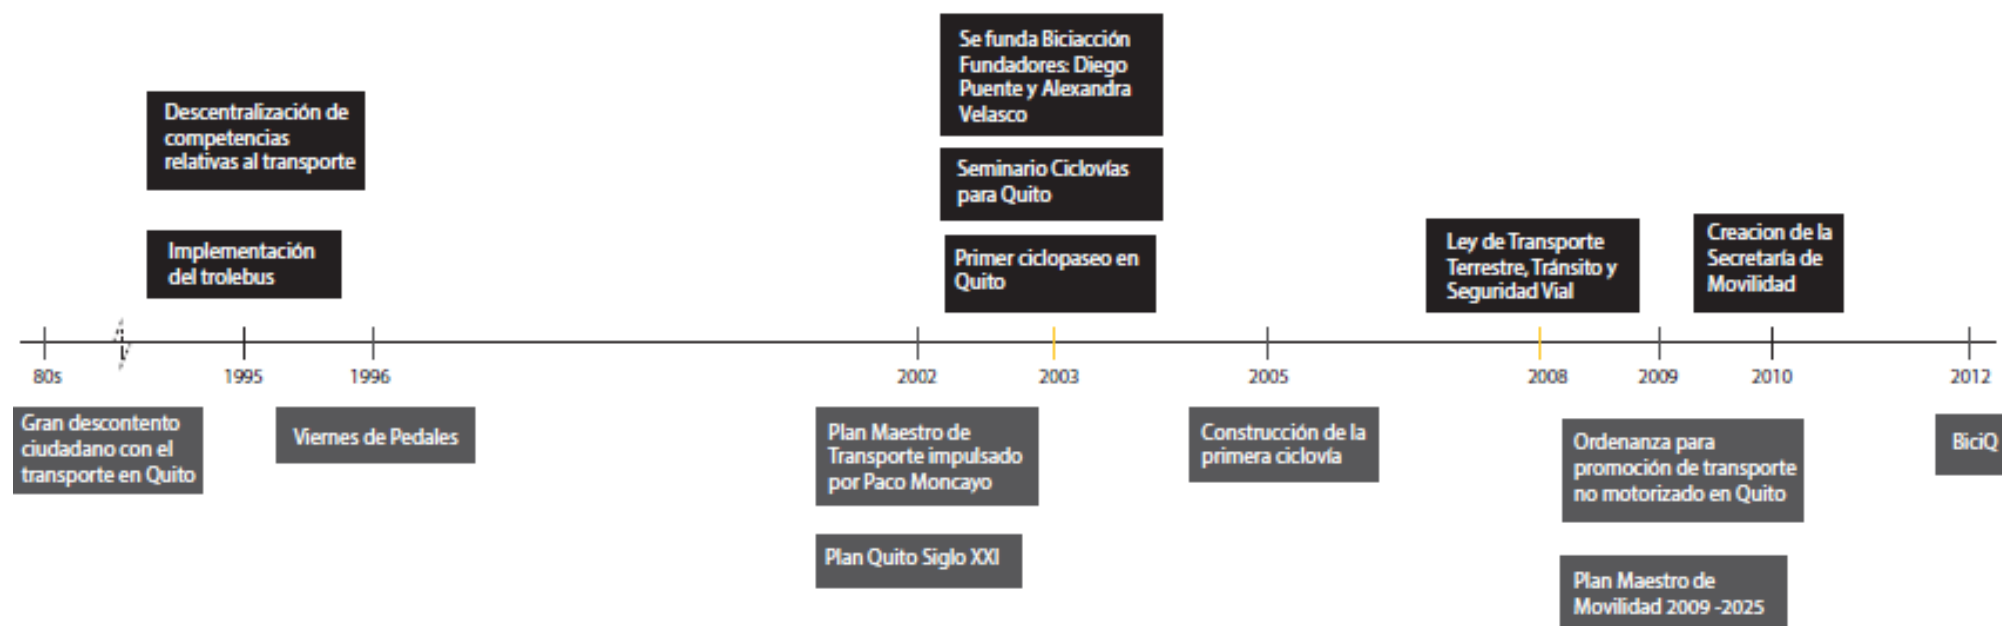 Se funda Biciacción
Fundadores: Diego
Puente y Alexandra
Velasco
Descentralización de
competencias
relativas al transporte
Seminario Ciclovías
para Quito
Implementación
del trolebus
Primer ciclopaseo en
Quito
Ley de Transporte
Terrestre, Tránsito y
Seguridad Vial
Creacion de la
Secretaría de
Movilidad
80s
1995
1996
2002
2003
2005
2008
2009
2010
2012
Gran descontento
ciudadano con el
transporte en Quito
Viernes de Pedales
Plan Maestro de
Transporte impulsado
por Paco Moncayo
Construcción de la
primera ciclovía
Ordenanza para
promoción de transporte
no motorizado en Quito
BiciQ
Plan Quito Siglo XXI
Plan Maestro de
Movilidad 2009 -2025